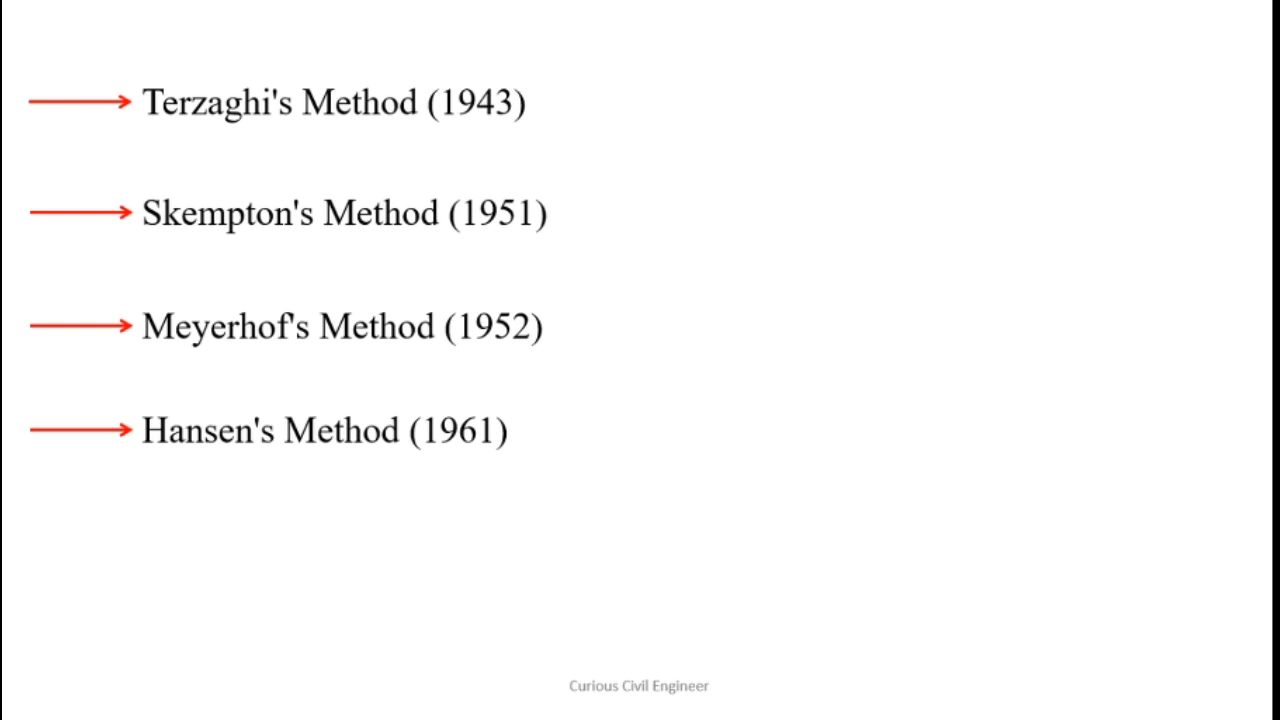 Terzaghi's Method (1943)
Skempton's Method (1951)
Meyerhof's Method (1952)
Hansen's Method (1961)
Curious Civil Engineer